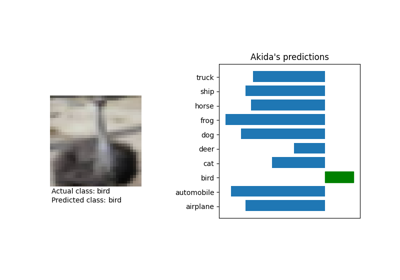 Akida's predictions
truck
ship
horse
frog
dog
deer
cat
bird
automobile
airplane
Actual class: bird
Predicted class: bird